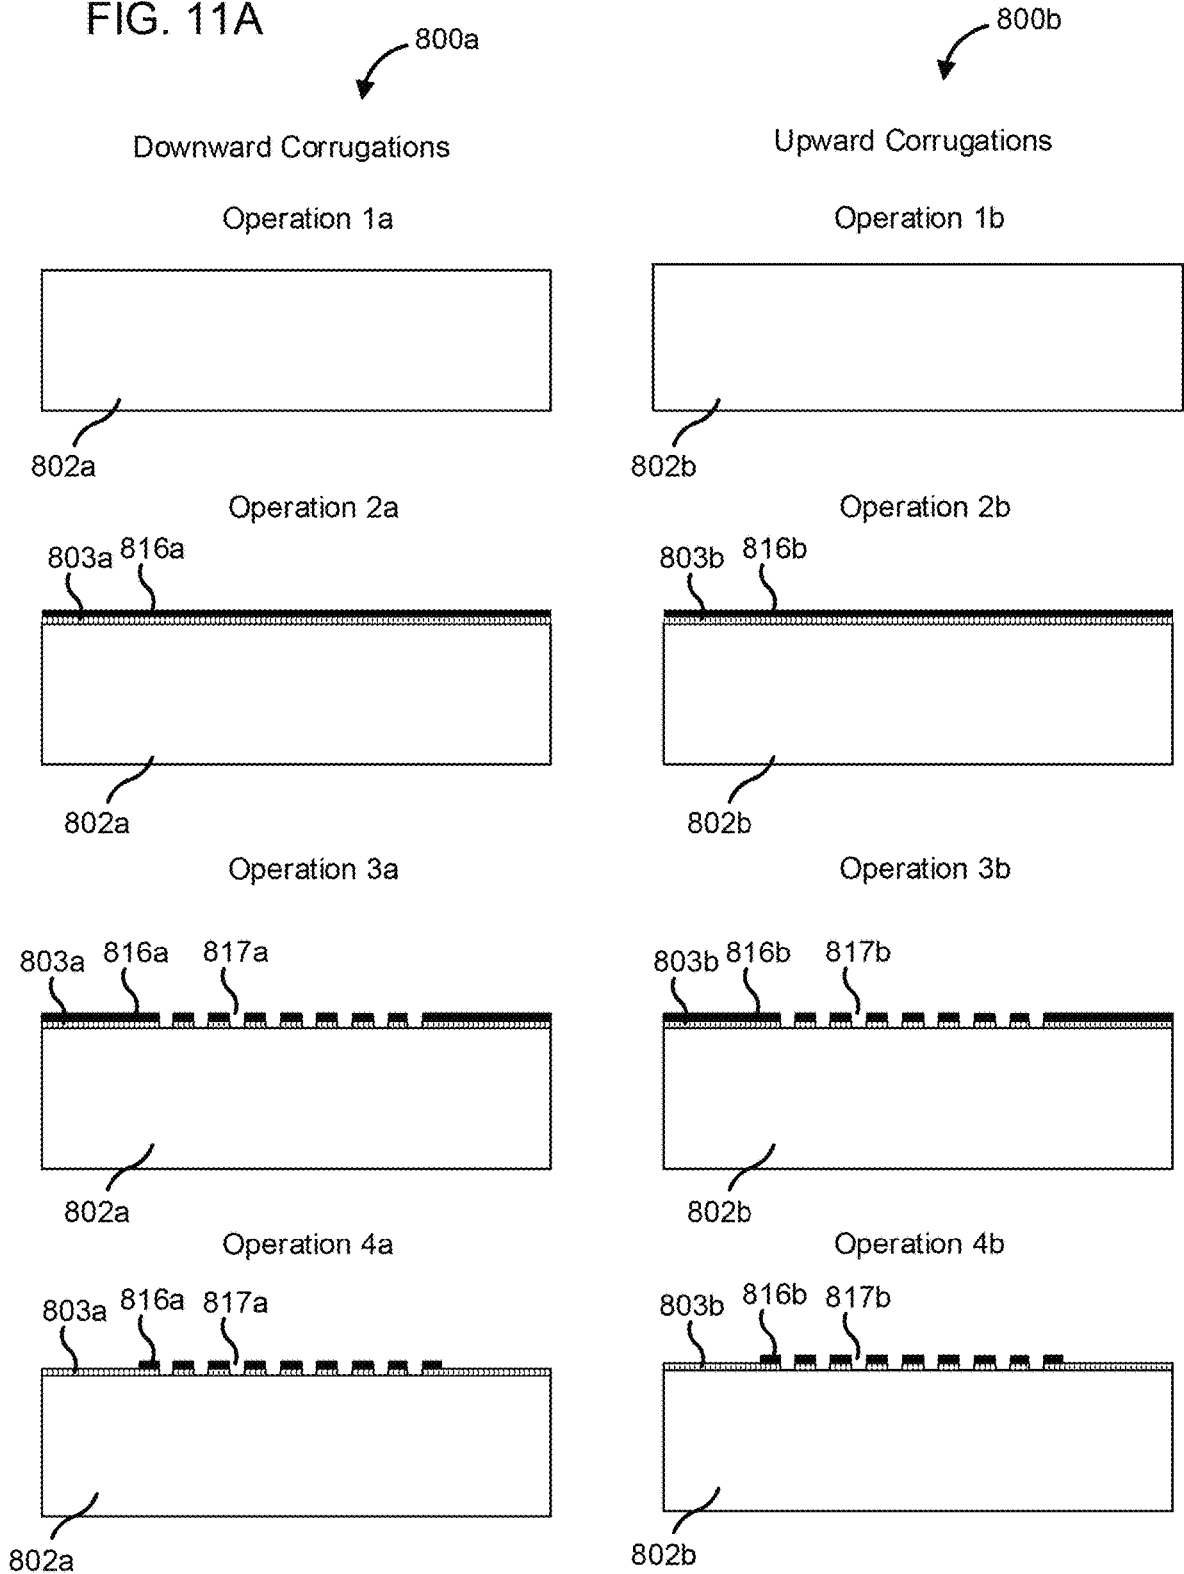 FIG. 11A
800a
800b
Downward Corrugations
Upward Corrugations
Operation 1a
Operation 1b
802a
802b
Operation 2a
Operation 2b
803a 816a
803b 816b
802a
802b
Operation 3a
Operation 3b
803a 816a 817a
803b 816b 817b
802a
802b
Operation 4a
Operation 4b
803a 816a 817a
803b 816b 817b
802a
802b